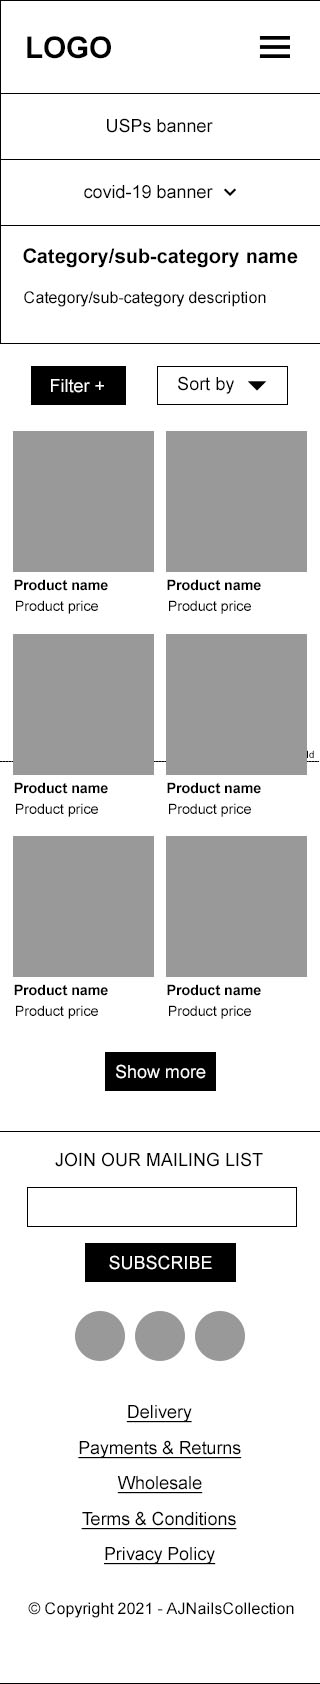 LOGO
USPs banner
covid-19 banner
Category/sub-category name
Category/sub-category description
Filter +
Sort by
Product name
Product price
Product name
Product price
ld
Product name
Product price
Product name
Product price
Product name
Product price
Product name
Product price
Show more
JOIN OUR MAILING LIST
SUBSCRIBE
Delivery
Payments & Returns
Wholesale
Terms & Conditions
Privacy Policy
© Copyright 2021 - AJNailsCollection